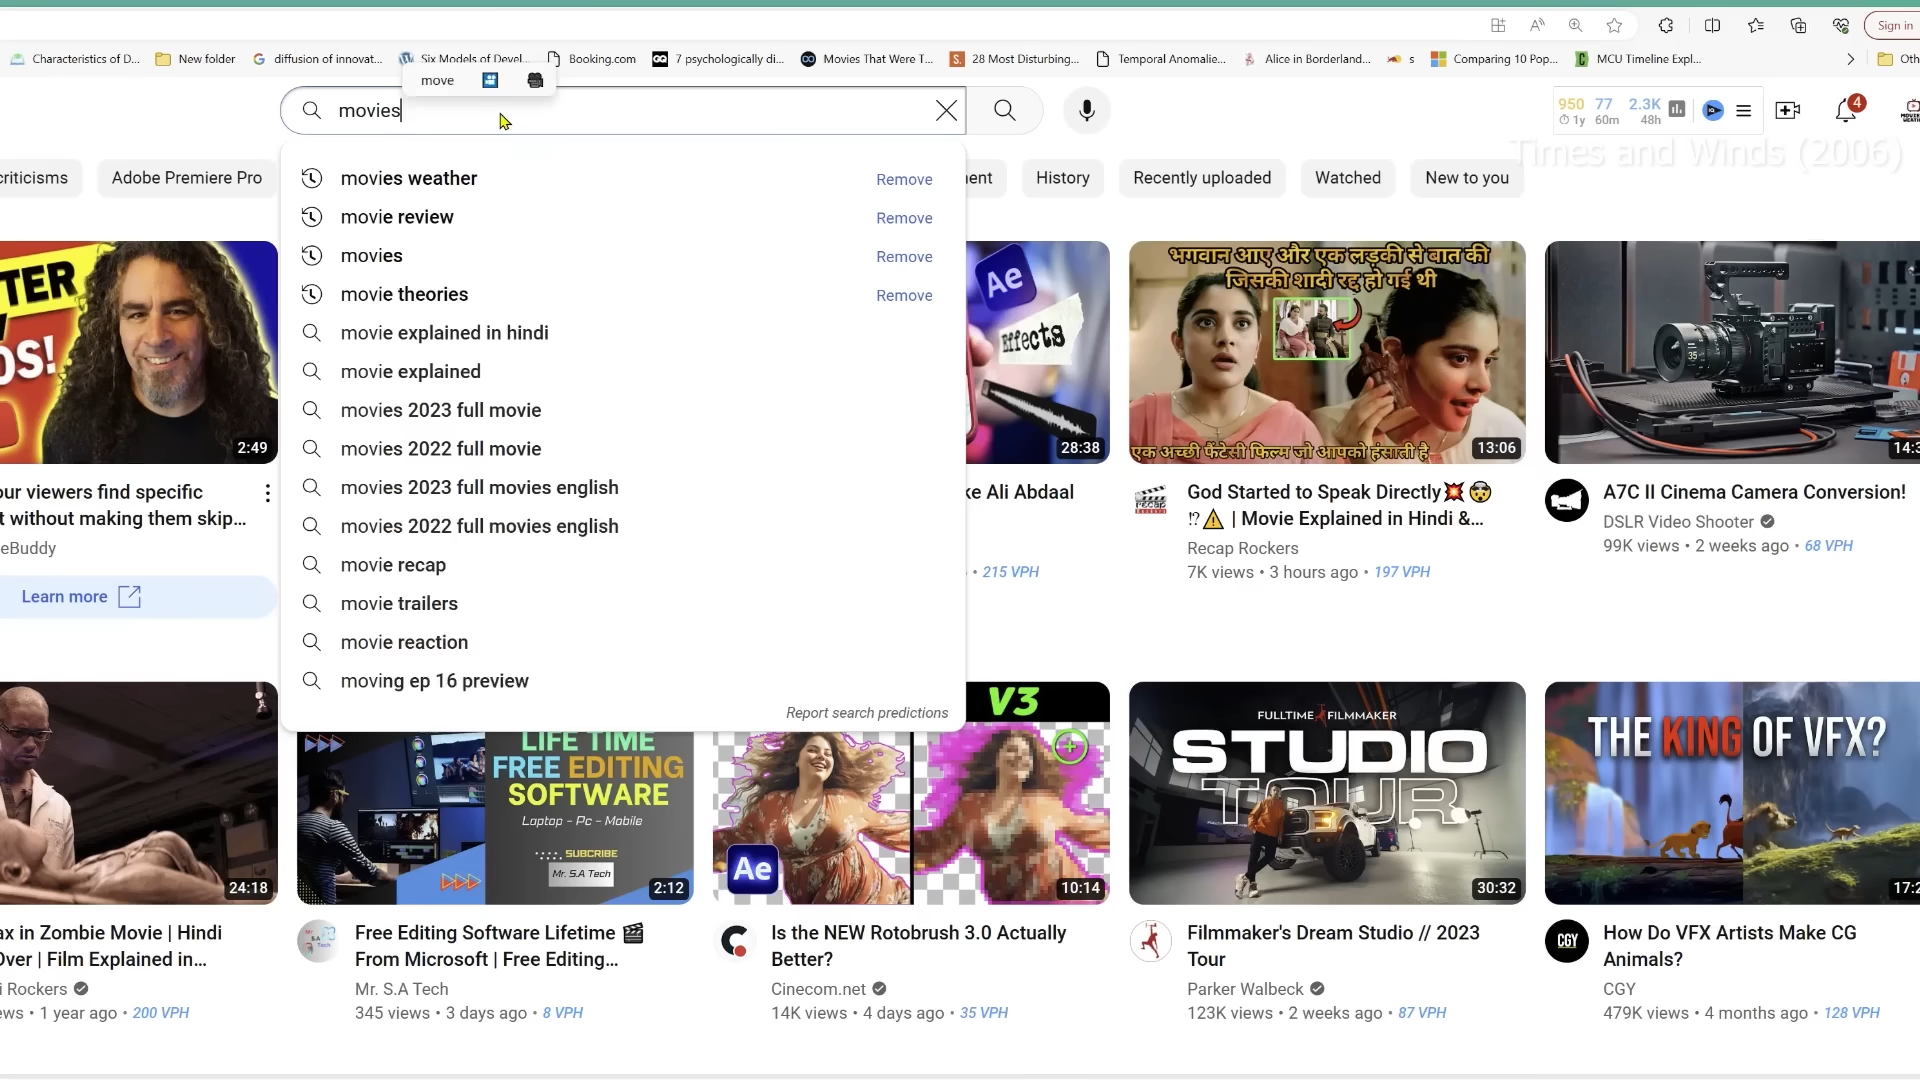 Sign in
Characteristics of D...
New folder
diffusion of innovat...
Six Models of Devel...
Booking.com
7 psychologically di...
Movies That Were T...
28 Most Disturbing...
Temporal Anomalie...
Alice in Borderland...
s
Comparing 10 Pop...
MCU Timeline Expl...
Oth
move
movies
950 77 2.3K
1y 60m 48h
4
Times and Winds (2006)
criticisms
Adobe Premiere Pro
ent
History
Recently uploaded
Watched
New to you
movies weather Remove
movie review Remove
movies Remove
movie theories Remove
movie explained in hindi
movie explained
movies 2023 full movie
movies 2022 full movie
movies 2023 full movies english
movies 2022 full movies english
movie recap
movie trailers
movie reaction
moving ep 16 preview
Report search predictions
TER
OS!
2:49
Ae
Effects
28:38
भगवान आए और एक लड़की से बात की
जिसकी शादी रद्द हो गई थी
एक अच्छी फैंटेसी फिल्म जो आपको हंसाती है
13:06
35
14:3
our viewers find specific
t without making them skip...
eBuddy
Learn more
ke Ali Abdaal
• 215 VPH
God Started to Speak Directly💥🤯
⁉⚠ | Movie Explained in Hindi &...
Recap Rockers
7K views • 3 hours ago • 197 VPH
A7C II Cinema Camera Conversion!
DSLR Video Shooter
99K views • 2 weeks ago • 68 VPH
24:18
LIFE TIME
FREE EDITING
SOFTWARE
Laptop - Pc - Mobile
SUBCRIBE
Mr. S.A Tech
2:12
V3
Ae
10:14
FULLTIME FILMMAKER
STUDIO
TOUR
30:32
THE KING OF VFX?
17:2
ax in Zombie Movie | Hindi
Over | Film Explained in...
i Rockers
ews • 1 year ago • 200 VPH
Free Editing Software Lifetime 🎬
From Microsoft | Free Editing...
Mr. S.A Tech
345 views • 3 days ago • 8 VPH
Is the NEW Rotobrush 3.0 Actually
Better?
Cinecom.net
14K views • 4 days ago • 35 VPH
Filmmaker's Dream Studio // 2023
Tour
Parker Walbeck
123K views • 2 weeks ago • 87 VPH
CGY
How Do VFX Artists Make CG
Animals?
CGY
479K views • 4 months ago • 128 VPH